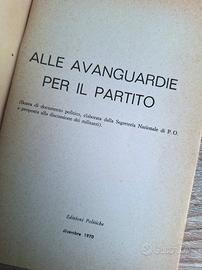 ALLE AVANGUARDIE
PER IL PARTITO
(Bozza di documento politico, elaborata dalla Segreteria Nazionale di P.O.
e proposta alla discussione dei militanti).
Edizioni Politiche
dicembre 1970
subito